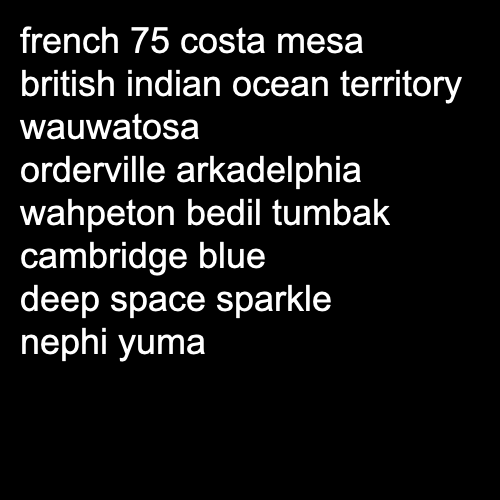 french 75 costa mesa
british indian ocean territory
wauwatosa
orderville arkadelphia
wahpeton bedil tumbak
cambridge blue
deep space sparkle
nephi yuma